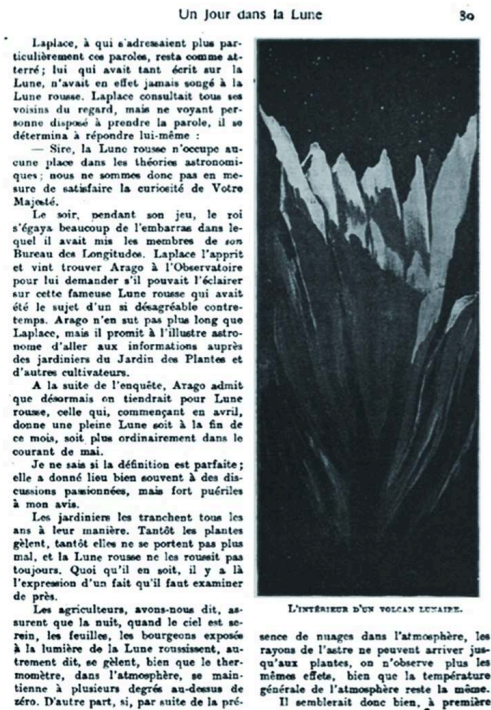 Un Jour dans la Lune 89
Laplace, à qui s'adressaient plus par-
ticulièrement ces paroles, resta comme at-
terré; lui qui avait tant écrit sur la
Lune, n'avait en effet jamais songé à la
Lune rousse. Laplace consultait tous ses
voisins du regard, mais ne voyant per-
sonne disposé à prendre la parole, il se
détermina à répondre lui-même :
— Sire, la Lune rousse n'occupe au-
cune place dans les théories astronomi-
ques; nous ne sommes donc pas en me-
sure de satisfaire la curiosité de Votre
Majesté.
Le soir, pendant son jeu, le roi
s'égaya beaucoup de l'embarras dans le-
quel il avait mis les membres de son
Bureau des Longitudes. Laplace l'apprit
et vint trouver Arago à l'Observatoire
pour lui demander s'il pouvait l'éclairer
sur cette fameuse Lune rousse qui avait
été le sujet d'un si désagréable contre-
temps. Arago n'en sut pas plus long que
Laplace, mais il promit à l'illustre astro-
nome d'aller aux informations auprès
des jardiniers du Jardin des Plantes et
d'autres cultivateurs.
A la suite de l'enquête, Arago admit
que désormais on tiendrait pour Lune
rousse, celle qui, commençant en avril,
donne une pleine Lune soit à la fin de
ce mois, soit plus ordinairement dans le
courant de mai.
Je ne sais si la définition est parfaite;
elle a donné lieu bien souvent à des dis-
cussions passionnées, mais fort puériles
à mon avis.
Les jardiniers les tranchent tous les
ans à leur manière. Tantôt les plantes
gèlent, tantôt elles ne se portent pas plus
mal, et la Lune rousse ne les roussit pas
toujours. Quoi qu'il en soit, il y a là
l'expression d'un fait qu'il faut examiner
de près.
Les agriculteurs, avons-nous dit, as-
surent que la nuit, quand le ciel est se-
rein, les feuilles, les bourgeons exposés
à la lumière de la Lune roussissent, au-
trement dit, se gèlent, bien que le ther-
momètre, dans l'atmosphère, se main-
tienne à plusieurs degrés au-dessus de
zéro. D'autre part, si, par suite de la pré-
L'INTÉRIEUR D'UN VOLCAN LUNAIRE.
sence de nuages dans l'atmosphère, les
rayons de l'astre ne peuvent arriver jus-
qu'aux plantes, on n'observe plus les
mêmes effets, bien que la température
générale de l'atmosphère reste la même.
Il semblerait donc bien, à première